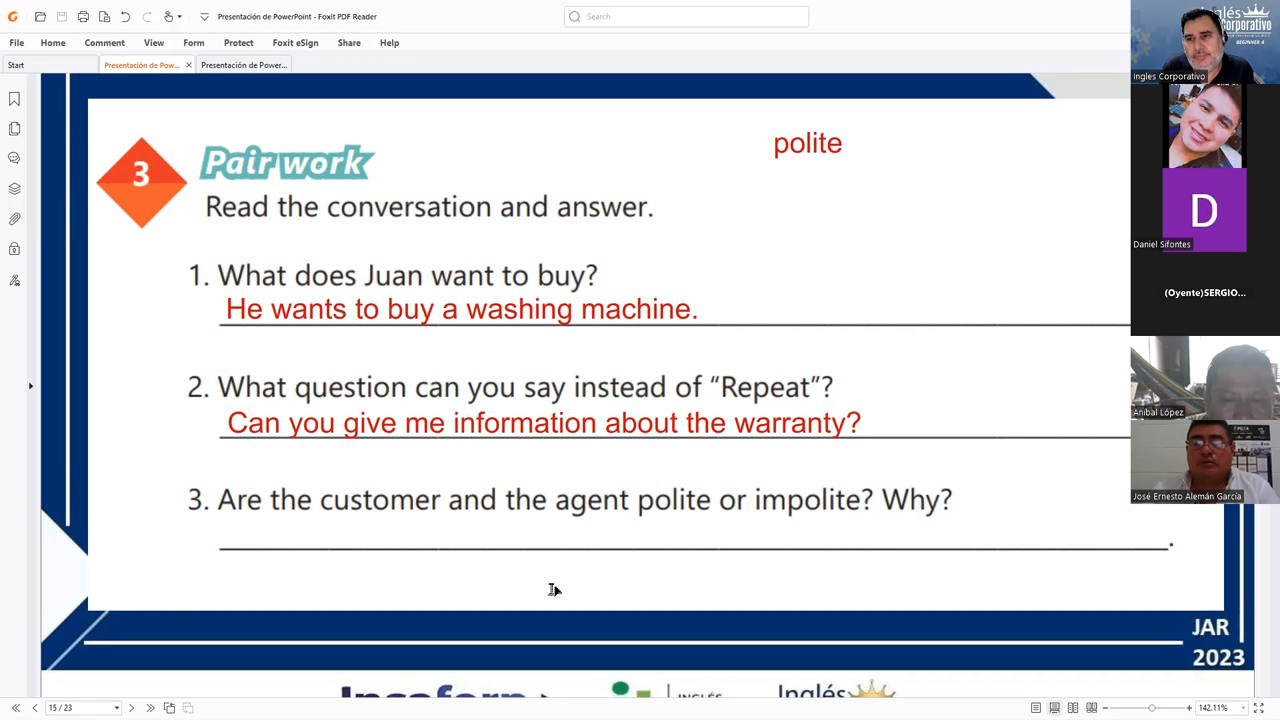 Presentación de PowerPoint - Foxit PDF Reader
Search
File Home Comment View Form Protect Foxit eSign Share Help
Start
Presentación de Pow...
Presentación de Power...
Inglés
Corporativo
BEGINNER 4
Ingles Corporativo
3
Pair work
polite
Read the conversation and answer.
1. What does Juan want to buy?
He wants to buy a washing machine.
2. What question can you say instead of “Repeat”?
Can you give me information about the warranty?
3. Are the customer and the agent polite or impolite? Why?
D
Daniel Sifontes
(Oyente)SERGIO...
Aníbal López
José Ernesto Alemán García
JAR
2023
INGLÉS
Inglés
15 / 23
142.11%